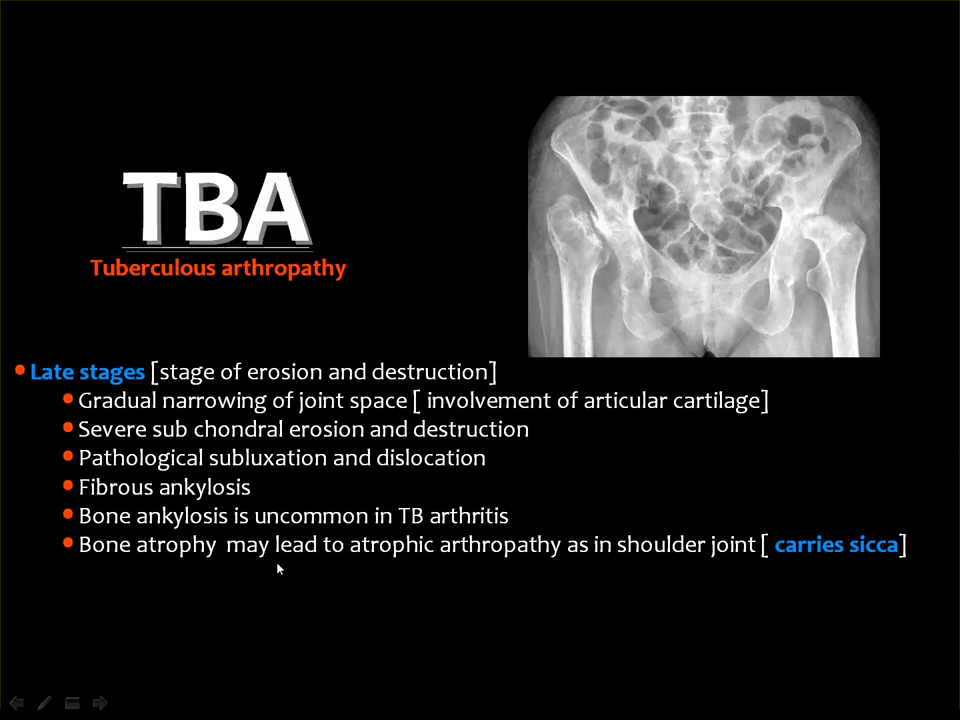 TBA
Tuberculous arthropathy
• Late stages [stage of erosion and destruction]
• Gradual narrowing of joint space [ involvement of articular cartilage]
• Severe sub chondral erosion and destruction
• Pathological subluxation and dislocation
• Fibrous ankylosis
• Bone ankylosis is uncommon in TB arthritis
• Bone atrophy may lead to atrophic arthropathy as in shoulder joint [ carries sicca]